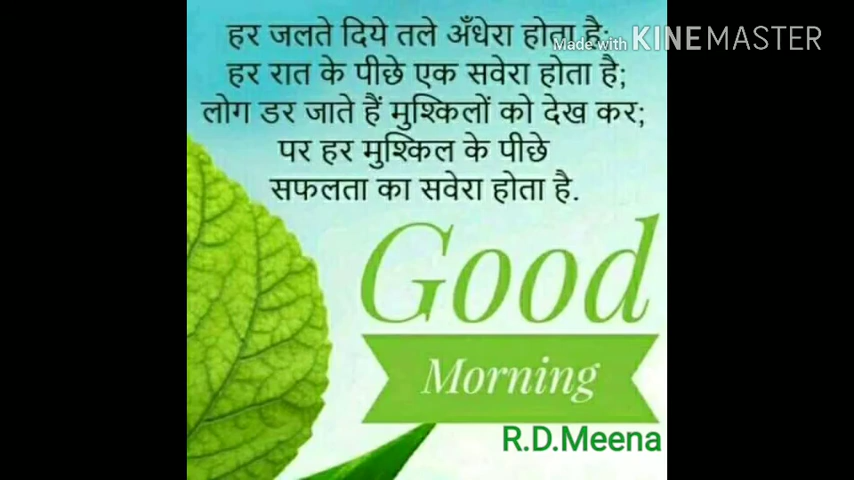 हर जलते दिये तले अँधेरा होता है;
Made with KINEMASTER
हर रात के पीछे एक सवेरा होता है;
लोग डर जाते हैं मुश्किलों को देख कर;
पर हर मुश्किल के पीछे
सफलता का सवेरा होता है.
Good
Morning
R.D.Meena